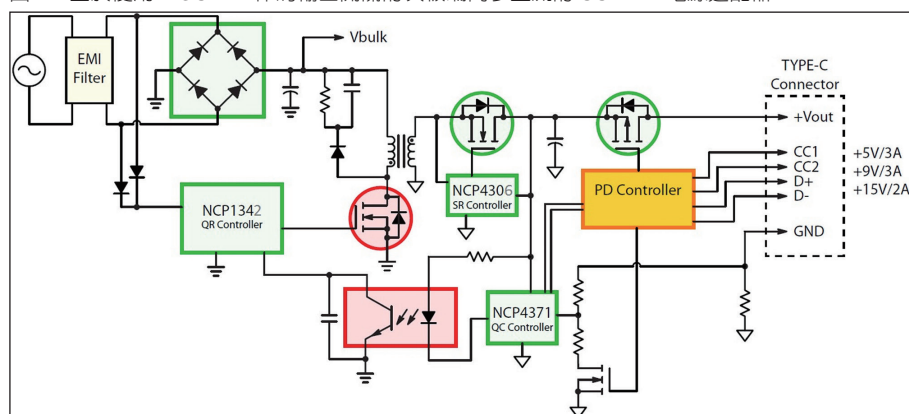 Vbulk
EMI
Filter
TYPE-C
Connector
+Vout
CC1
CC2
D+
D-
GND
+5V/3A
+9V/3A
+15V/2A
NCP4306
SR Controller
PD Controller
NCP1342
QR Controller
NCP4371
QC Controller